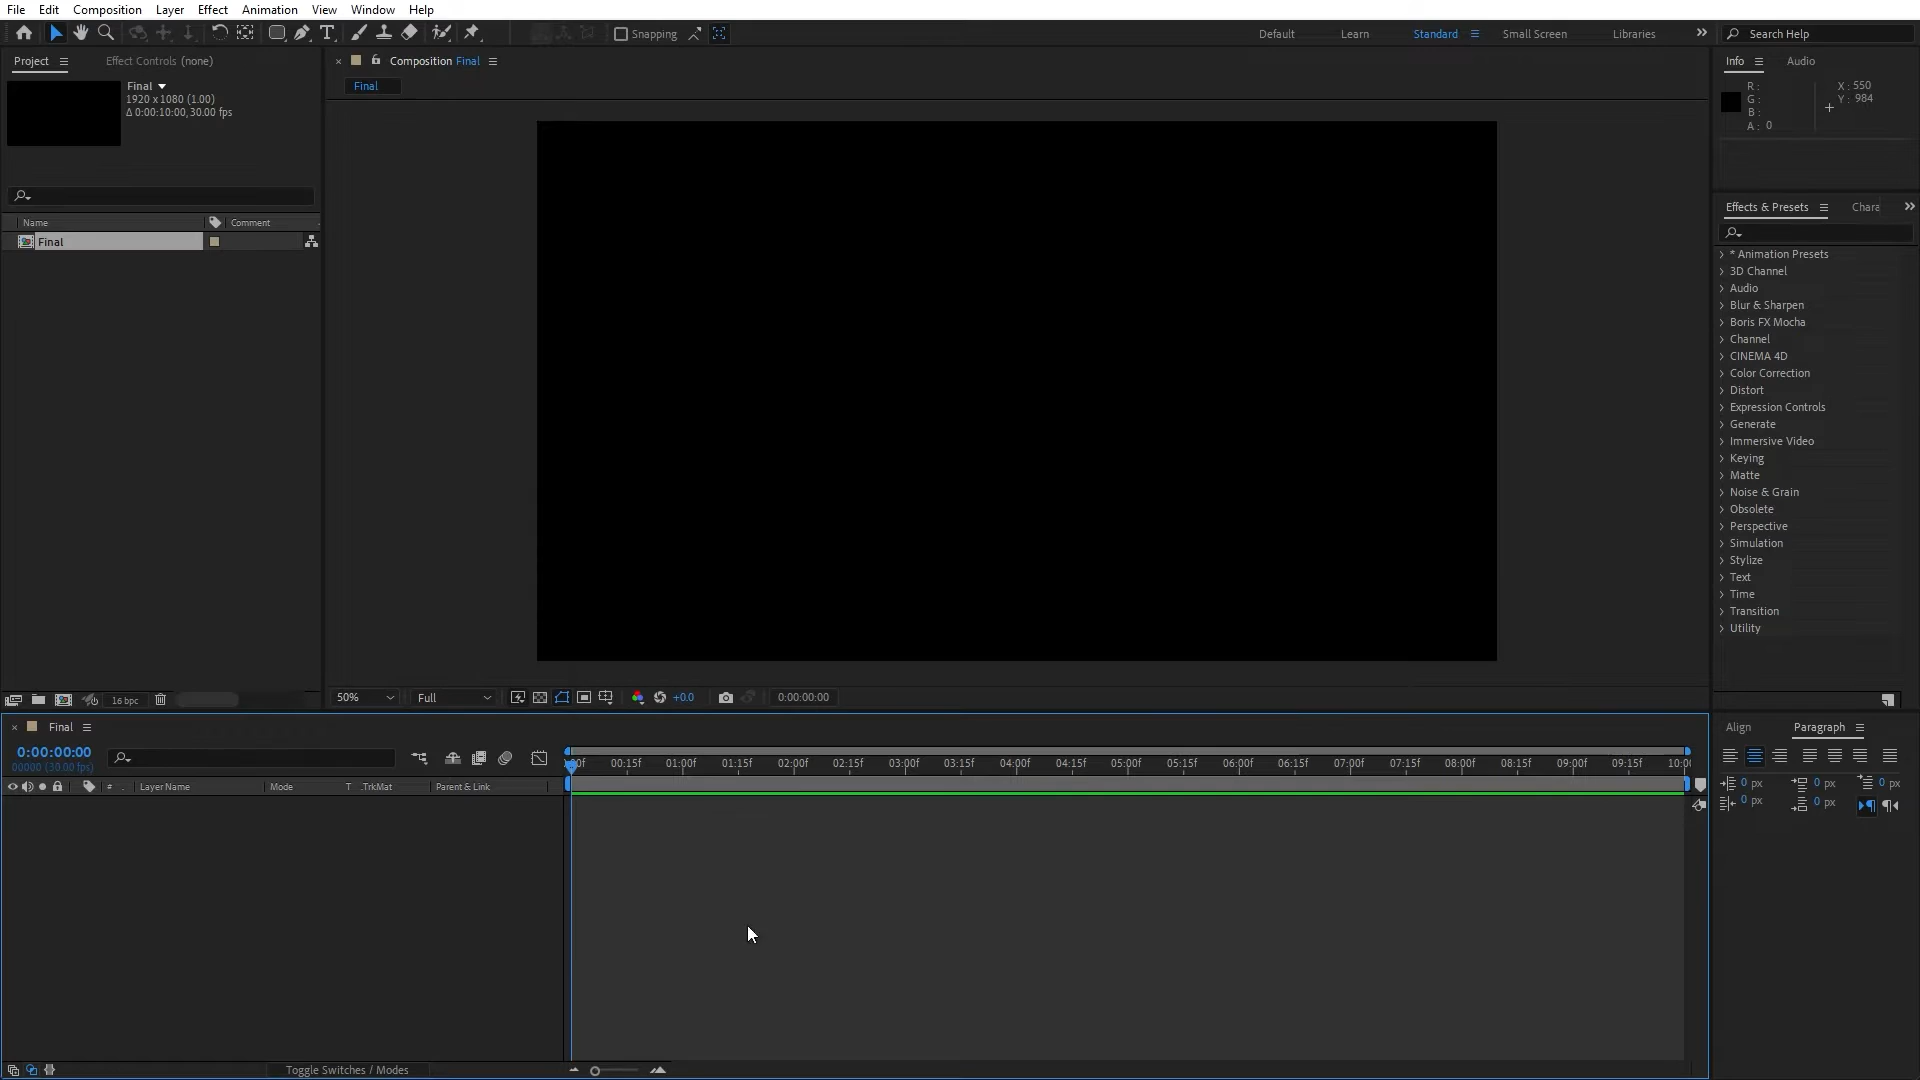 File Edit Composition Layer Effect Animation View Window Help
Snapping
Default Learn Standard Small Screen Libraries
Search Help
Project Effect Controls (none)
Final
1920 x 1080 (1.00)
Δ 0:00:10:00, 30.00 fps
Name Comment
Final
16 bpc
Composition Final
Final
50% Full +0.0 0:00:00:00
Info Audio
R :
G :
B :
A : 0
X : 550
Y : 984
Effects & Presets Chara
* Animation Presets
3D Channel
Audio
Blur & Sharpen
Boris FX Mocha
Channel
CINEMA 4D
Color Correction
Distort
Expression Controls
Generate
Immersive Video
Keying
Matte
Noise & Grain
Obsolete
Perspective
Simulation
Stylize
Text
Time
Transition
Utility
Final
0:00:00:00
00000 (30.00 fps)
# . Layer Name Mode T .TrkMat Parent & Link
:00f 00:15f 01:00f 01:15f 02:00f 02:15f 03:00f 03:15f 04:00f 04:15f 05:00f 05:15f 06:00f 06:15f 07:00f 07:15f 08:00f 08:15f 09:00f 09:15f 10:00
Toggle Switches / Modes
Align Paragraph
0 px 0 px 0 px
0 px 0 px